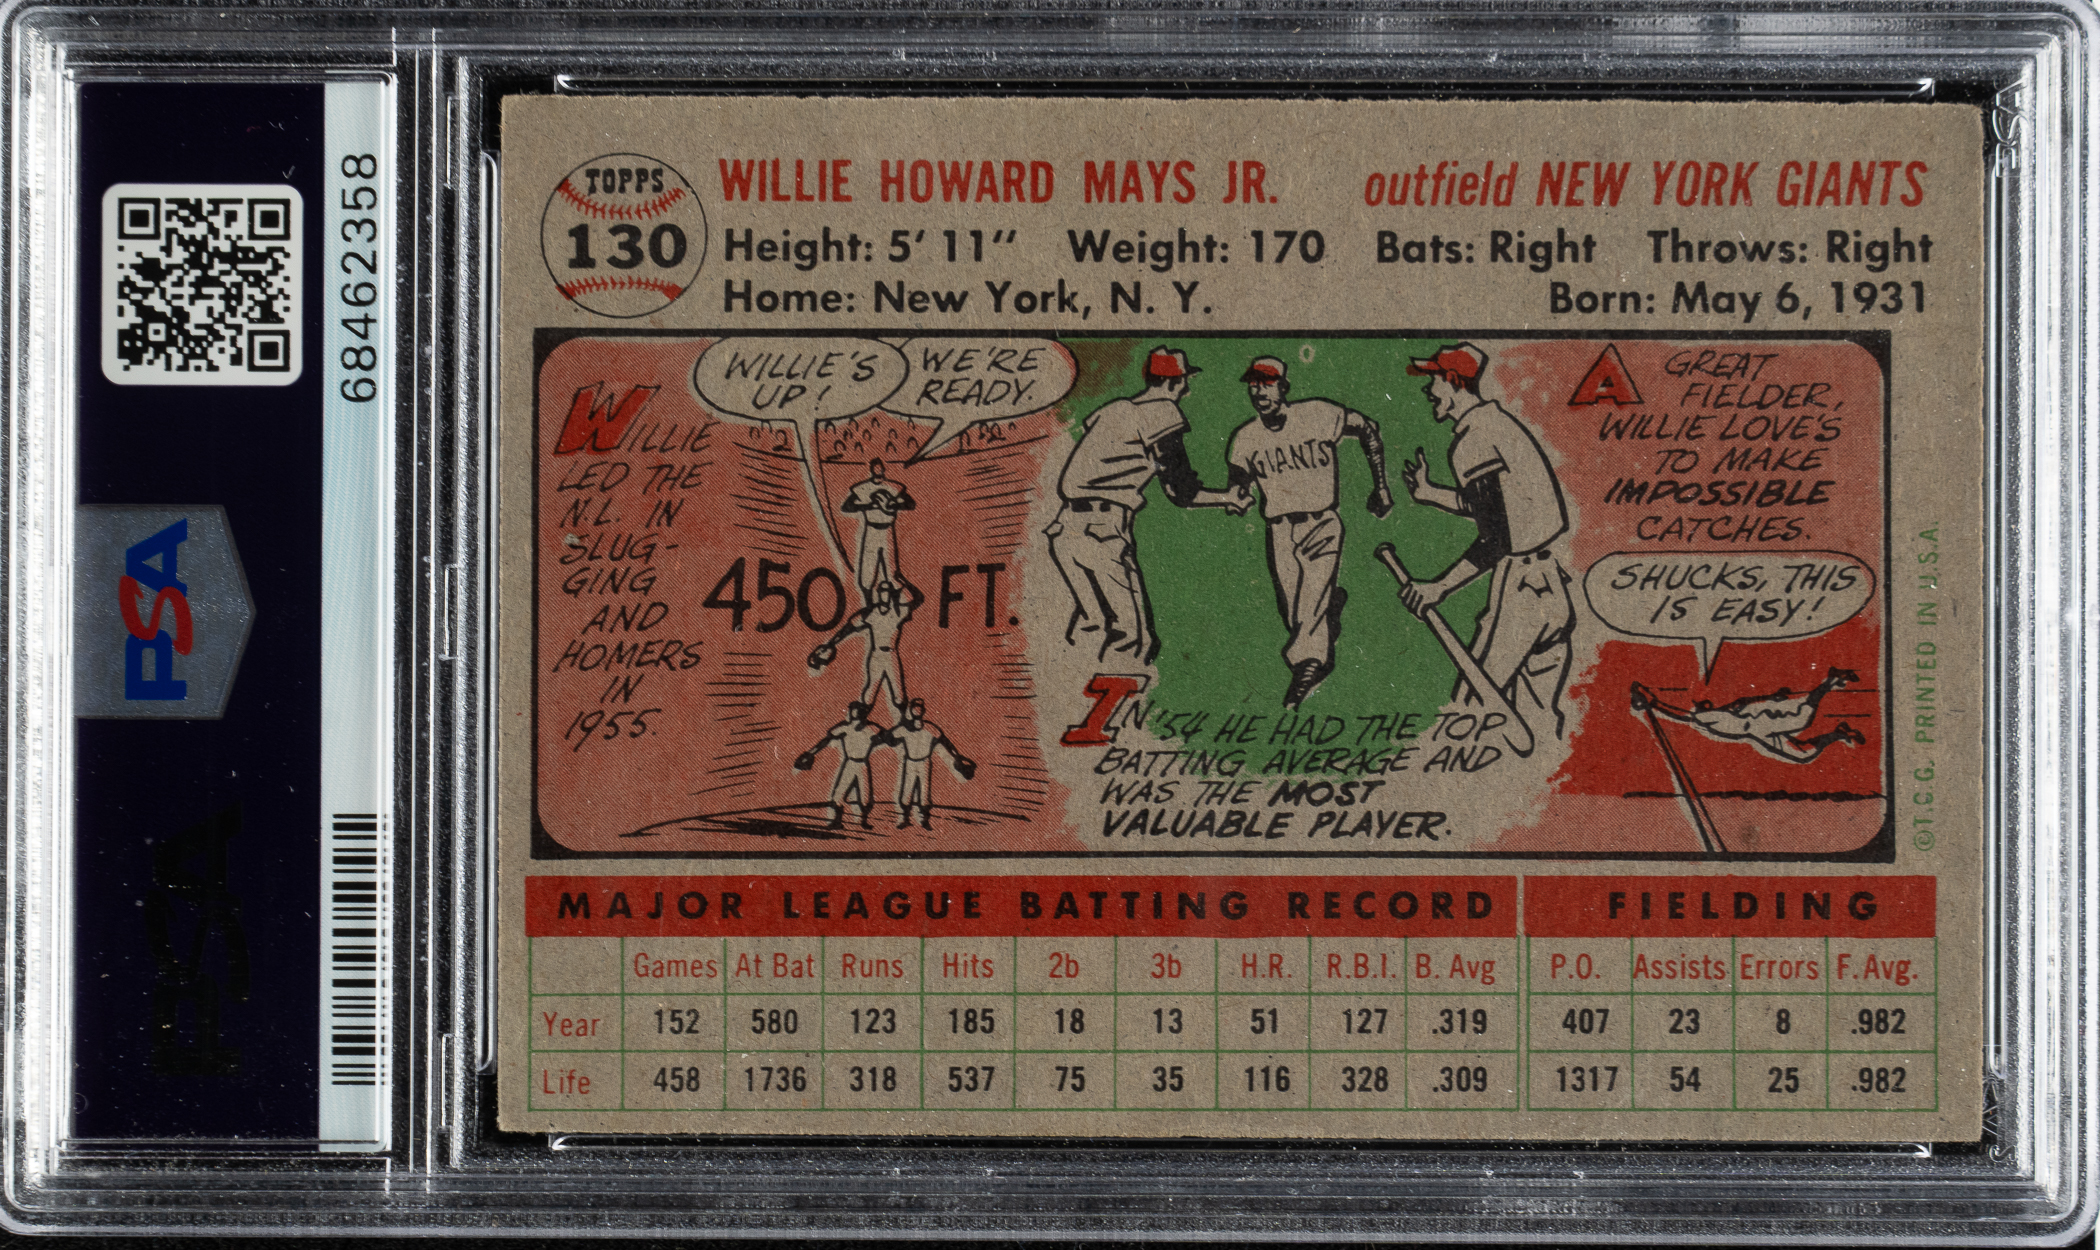 68462358
PSA
TOPPS
130
WILLIE HOWARD MAYS JR. outfield NEW YORK GIANTS
Height: 5' 11" Weight: 170 Bats: Right Throws: Right
Home: New York, N. Y. Born: May 6, 1931
WILLIE
LED THE
N.L. IN
SLUG-
GING
AND
HOMERS
IN
1955.
WILLIE'S
UP!
WE'RE
READY.
450 FT.
GIANTS
IN '54 HE HAD THE TOP
BATTING AVERAGE AND
WAS THE MOST
VALUABLE PLAYER.
A GREAT
FIELDER,
WILLIE LOVE'S
TO MAKE
IMPOSSIBLE
CATCHES.
SHUCKS, THIS
IS EASY!
©T.C.G. PRINTED IN U.S.A.
MAJOR LEAGUE BATTING RECORD FIELDING
Games At Bat Runs Hits 2b 3b H.R. R.B.I. B. Avg P.O. Assists Errors F. Avg.
Year 152 580 123 185 18 13 51 127 .319 407 23 8 .982
Life 458 1736 318 537 75 35 116 328 .309 1317 54 25 .982
PSA